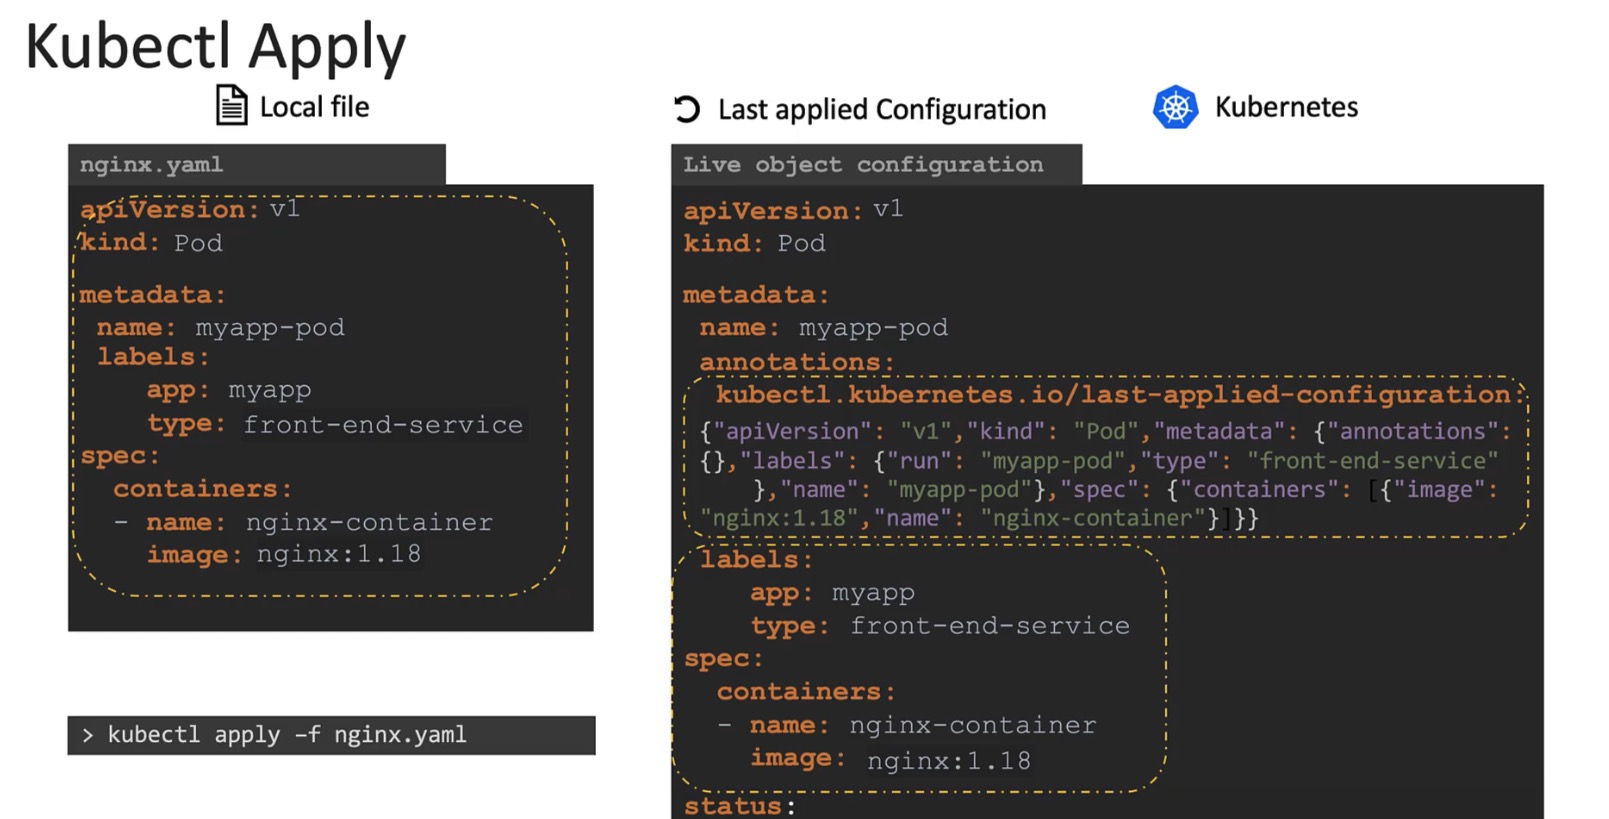 Kubectl Apply
Local file
Last applied Configuration
Kubernetes
nginx.yaml
apiVersion: v1
kind: Pod
metadata:
name: myapp-pod
labels:
app: myapp
type: front-end-service
spec:
containers:
- name: nginx-container
image: nginx:1.18
> kubectl apply –f nginx.yaml
Live object configuration
apiVersion: v1
kind: Pod
metadata:
name: myapp-pod
annotations:
kubectl.kubernetes.io/last-applied-configuration:
{"apiVersion": "v1","kind": "Pod","metadata": {"annotations":
{},"labels": {"run": "myapp-pod","type": "front-end-service"
},"name": "myapp-pod"},"spec": {"containers": [{"image":
"nginx:1.18","name": "nginx-container"}]}}
labels:
app: myapp
type: front-end-service
spec:
containers:
- name: nginx-container
image: nginx:1.18
status: